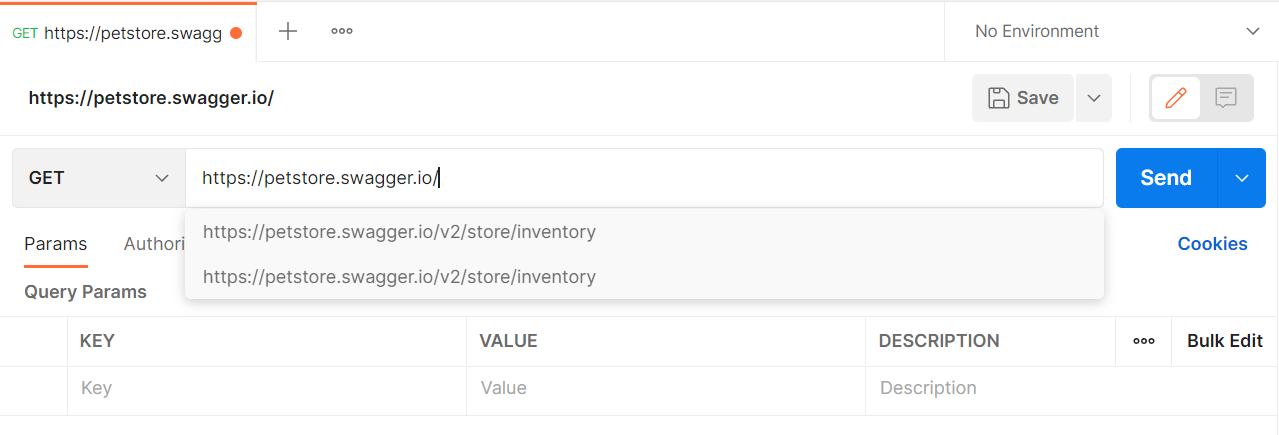 GET https://petstore.swagg
No Environment
https://petstore.swagger.io/
Save
GET
https://petstore.swagger.io/
Send
https://petstore.swagger.io/v2/store/inventory
https://petstore.swagger.io/v2/store/inventory
Params Authori
Cookies
Query Params
KEY VALUE DESCRIPTION Bulk Edit
Key Value Description